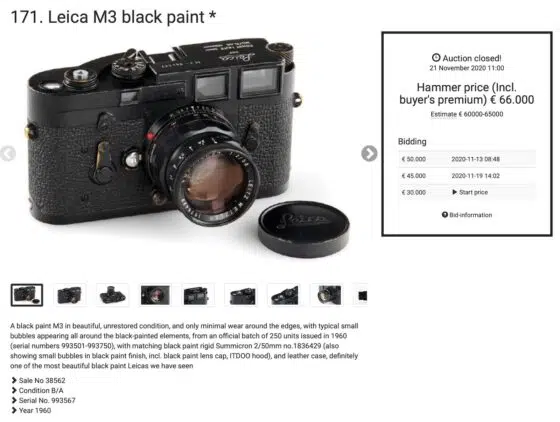 171. Leica M3 black paint *
Auction closed!
21 November 2020 11:00
Hammer price (Incl.
buyer's premium) € 66.000
Estimate € 60000-65000
Bidding
€ 50.000 2020-11-13 08:48
€ 45.000 2020-11-19 14:02
€ 30.000 Start price
Bid-information
Leica
Leica
A black paint M3 in beautiful, unrestored condition, and only minimal wear around the edges, with typical small
bubbles appearing all around the black-painted elements, from an official batch of 250 units issued in 1960
(serial numbers 993501-993750), with matching black paint rigid Summicron 2/50mm no.1836429 (also
showing small bubbles in black paint finish, incl. black paint lens cap, ITDOO hood), and leather case, definitely
one of the most beautiful black paint Leicas we have seen
Sale No 38562
Condition B/A
Serial No. 993567
Year 1960